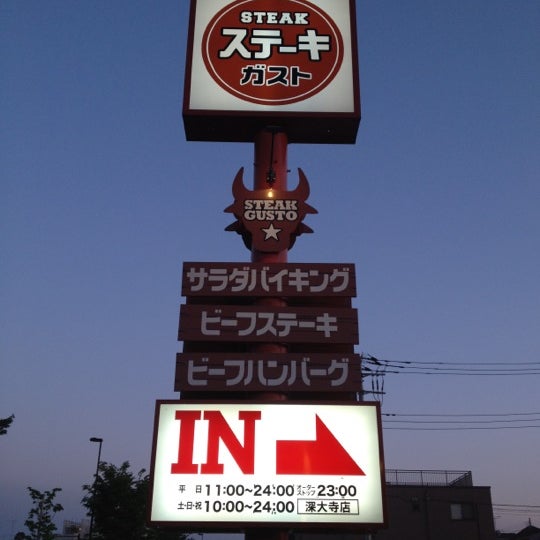 STEAK
ステーキ
ガスト
STEAK
GUSTO
サラダバイキング
ビーフステーキ
ビーフハンバーグ
IN
平 日 11:00~24:00 オーダーストップ 23:00
土・日・祝 10:00~24:00 深大寺店